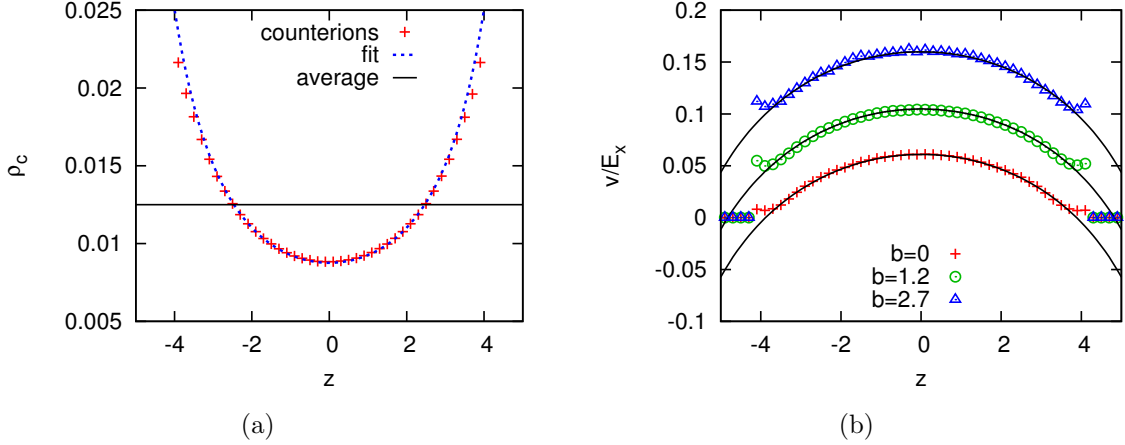 0.025
0.02
0.015
0.01
0.005
ρc
-4 -2 0 2 4
z
counterions
fit
average
(a)
0.2
0.15
0.1
0.05
0
-0.05
-0.1
v/Ex
-4 -2 0 2 4
z
b=0
b=1.2
b=2.7
(b)